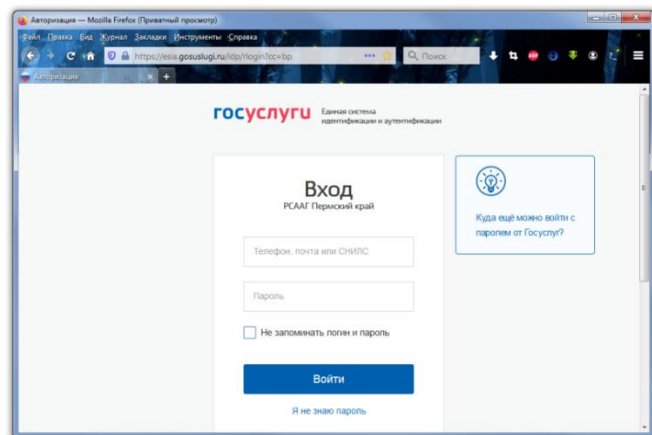 Авторизация — Mozilla Firefox (Приватный просмотр)
Файл Правка Вид Журнал Закладки Инструменты Справка
https://esia.gosuslugi.ru/idp/rlogin?cc=bp
Поиск
Авторизация
госуслуги
Единая система
идентификации и аутентификации
Вход
РСААГ Пермский край
Телефон, почта или СНИЛС
Пароль
Не запоминать логин и пароль
Войти
Я не знаю пароль
Куда ещё можно войти с
паролем от Госуслуг?